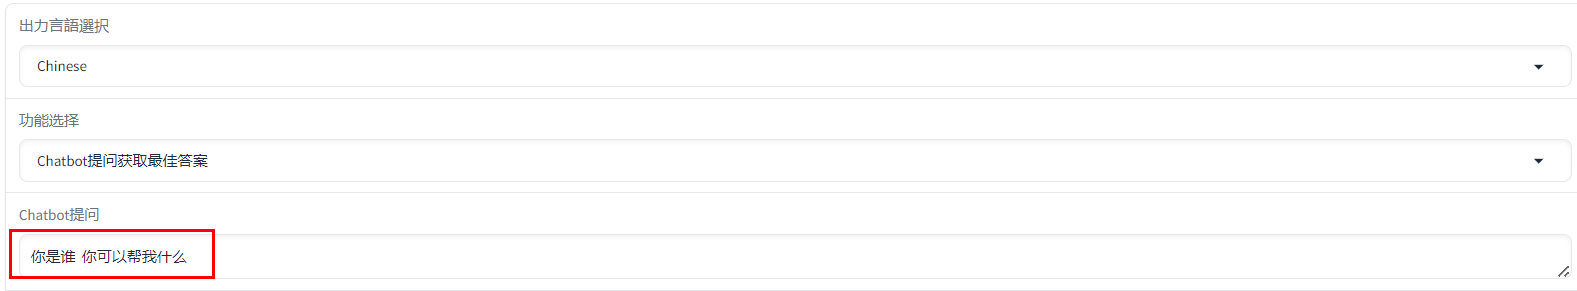 出力言語選択
Chinese
功能选择
Chatbot提问获取最佳答案
Chatbot提问
你是谁 你可以帮我什么